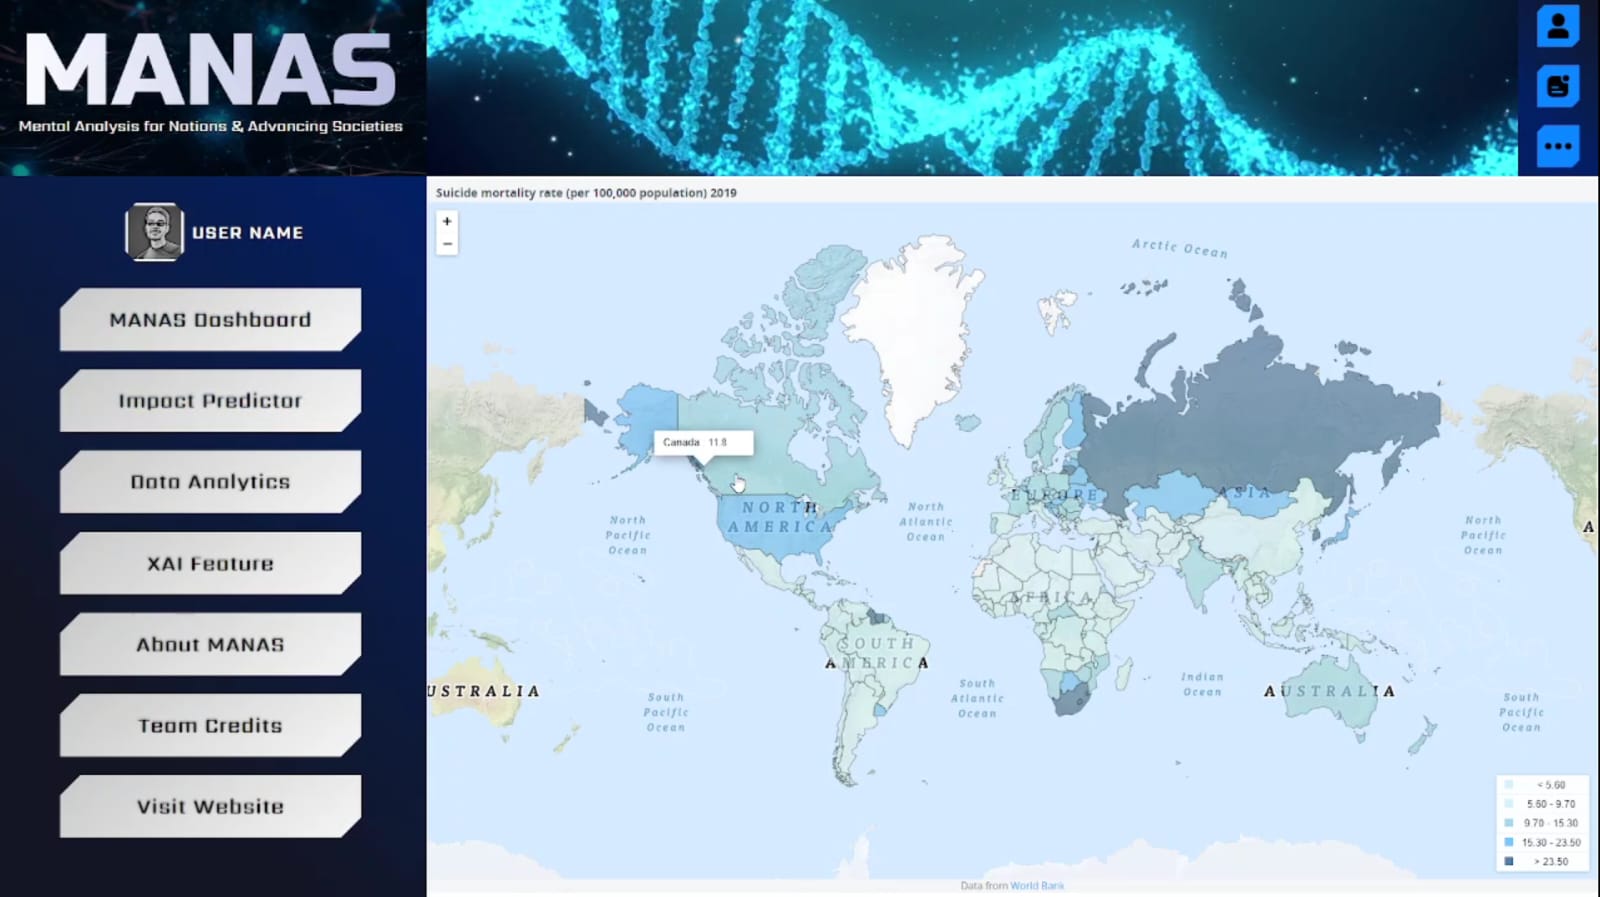 MANAS
Mental Analysis for Nations & Advancing Societies
USER NAME
MANAS Dashboard
Impact Predictor
Data Analytics
XAI Feature
About MANAS
Team Credits
Visit Website
Suicide mortality rate (per 100,000 population) 2019
+
−
Arctic Ocean
Canada 11.8
NORTH
AMERICA
EUROPE
ASIA
North
Pacific
Ocean
North
Atlantic
Ocean
North
Pacific
Ocean
A
AFRICA
SOUTH
AMERICA
USTRALIA
South
Pacific
Ocean
South
Atlantic
Ocean
Indian
Ocean
AUSTRALIA
South
Pacific
Ocean
< 5.60
5.60 - 9.70
9.70 - 15.30
15.30 - 23.50
> 23.50
Data from World Bank